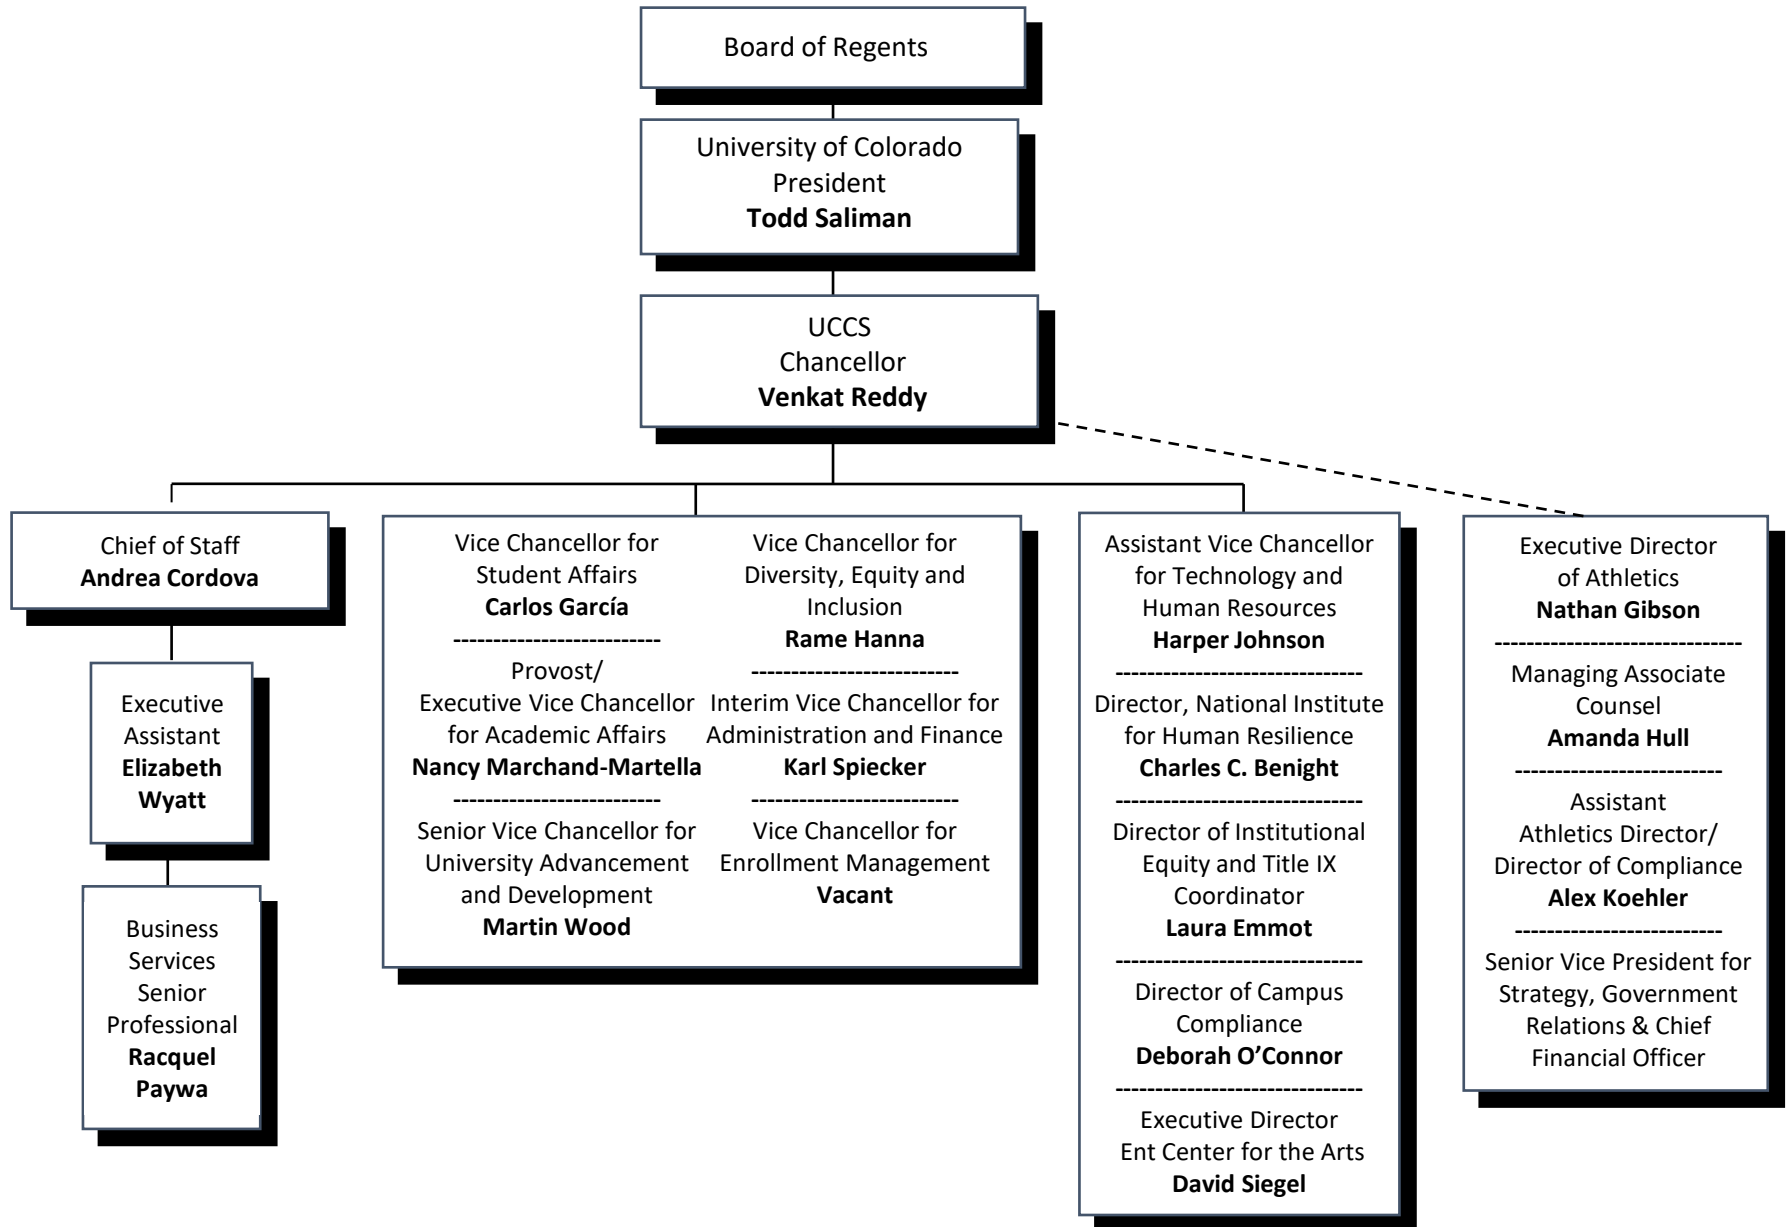 Board of Regents
University of Colorado
President
Todd Saliman
UCCS
Chancellor
Venkat Reddy
Chief of Staff
Andrea Cordova
Executive
Assistant
Elizabeth
Wyatt
Business
Services
Senior
Professional
Racquel
Paywa
Vice Chancellor for
Student Affairs
Carlos García
--------------------------
Provost/
Executive Vice Chancellor
for Academic Affairs
Nancy Marchand-Martella
--------------------------
Senior Vice Chancellor for
University Advancement
and Development
Martin Wood
Vice Chancellor for
Diversity, Equity and
Inclusion
Rame Hanna
--------------------------
Interim Vice Chancellor for
Administration and Finance
Karl Spiecker
--------------------------
Vice Chancellor for
Enrollment Management
Vacant
Assistant Vice Chancellor
for Technology and
Human Resources
Harper Johnson
-------------------------------
Director, National Institute
for Human Resilience
Charles C. Benight
-------------------------------
Director of Institutional
Equity and Title IX
Coordinator
Laura Emmot
-------------------------------
Director of Campus
Compliance
Deborah O’Connor
-------------------------------
Executive Director
Ent Center for the Arts
David Siegel
Executive Director
of Athletics
Nathan Gibson
-------------------------------
Managing Associate
Counsel
Amanda Hull
--------------------------
Assistant
Athletics Director/
Director of Compliance
Alex Koehler
--------------------------
Senior Vice President for
Strategy, Government
Relations & Chief
Financial Officer